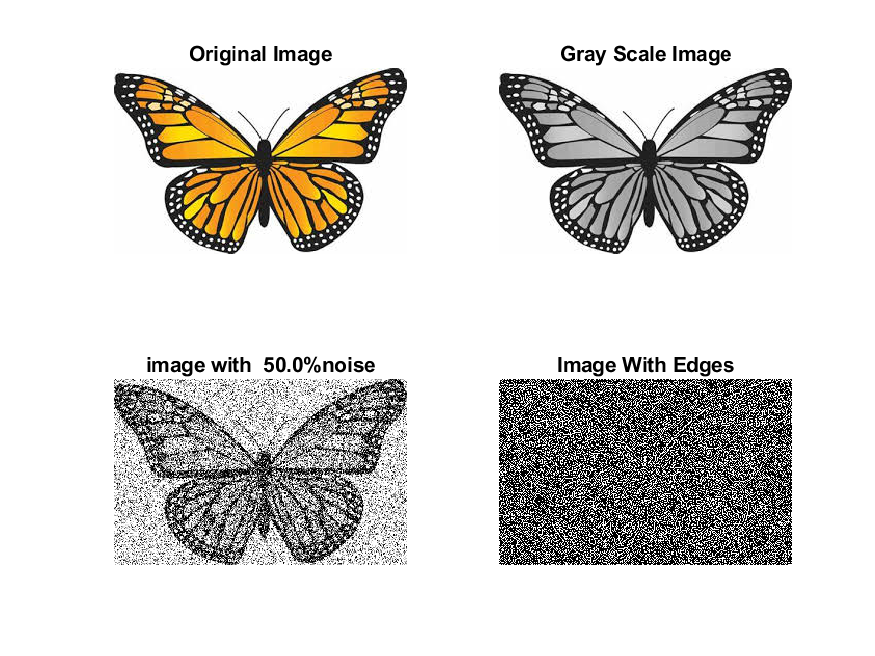 Original Image
Gray Scale Image
image with  50.0%noise
Image With Edges